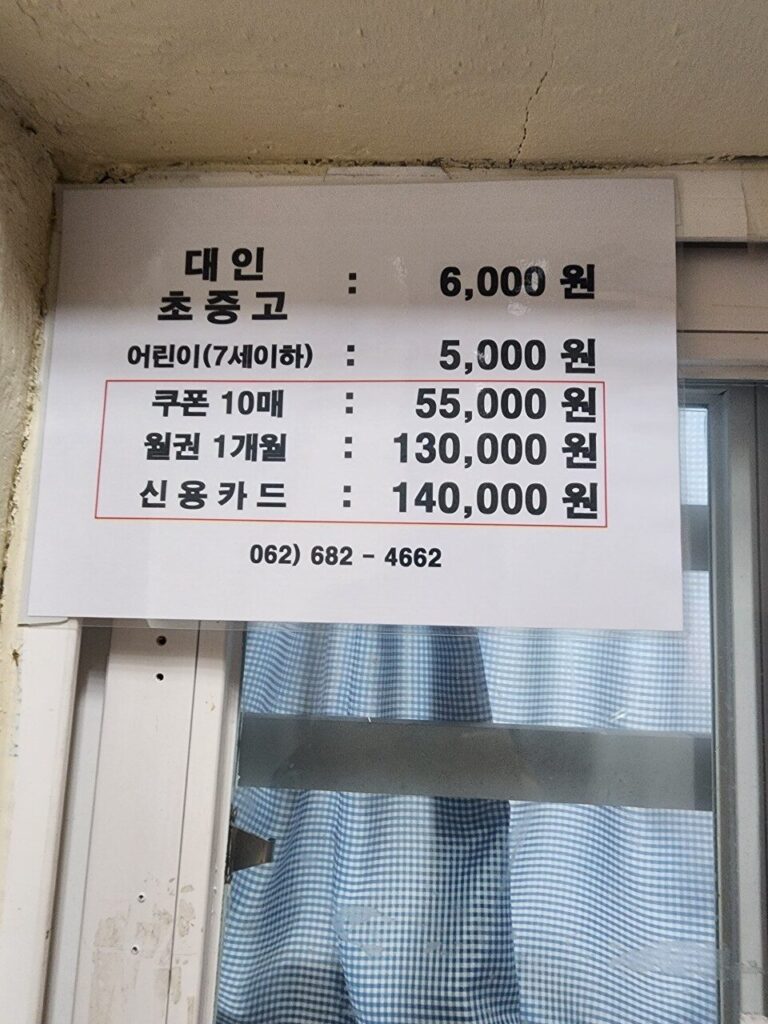 대 인
초 중 고 : 6,000 원
어린이(7세이하) : 5,000 원
쿠폰 10매 : 55,000 원
월권 1개월 : 130,000 원
신 용 카 드 : 140,000 원
062) 682 - 4662